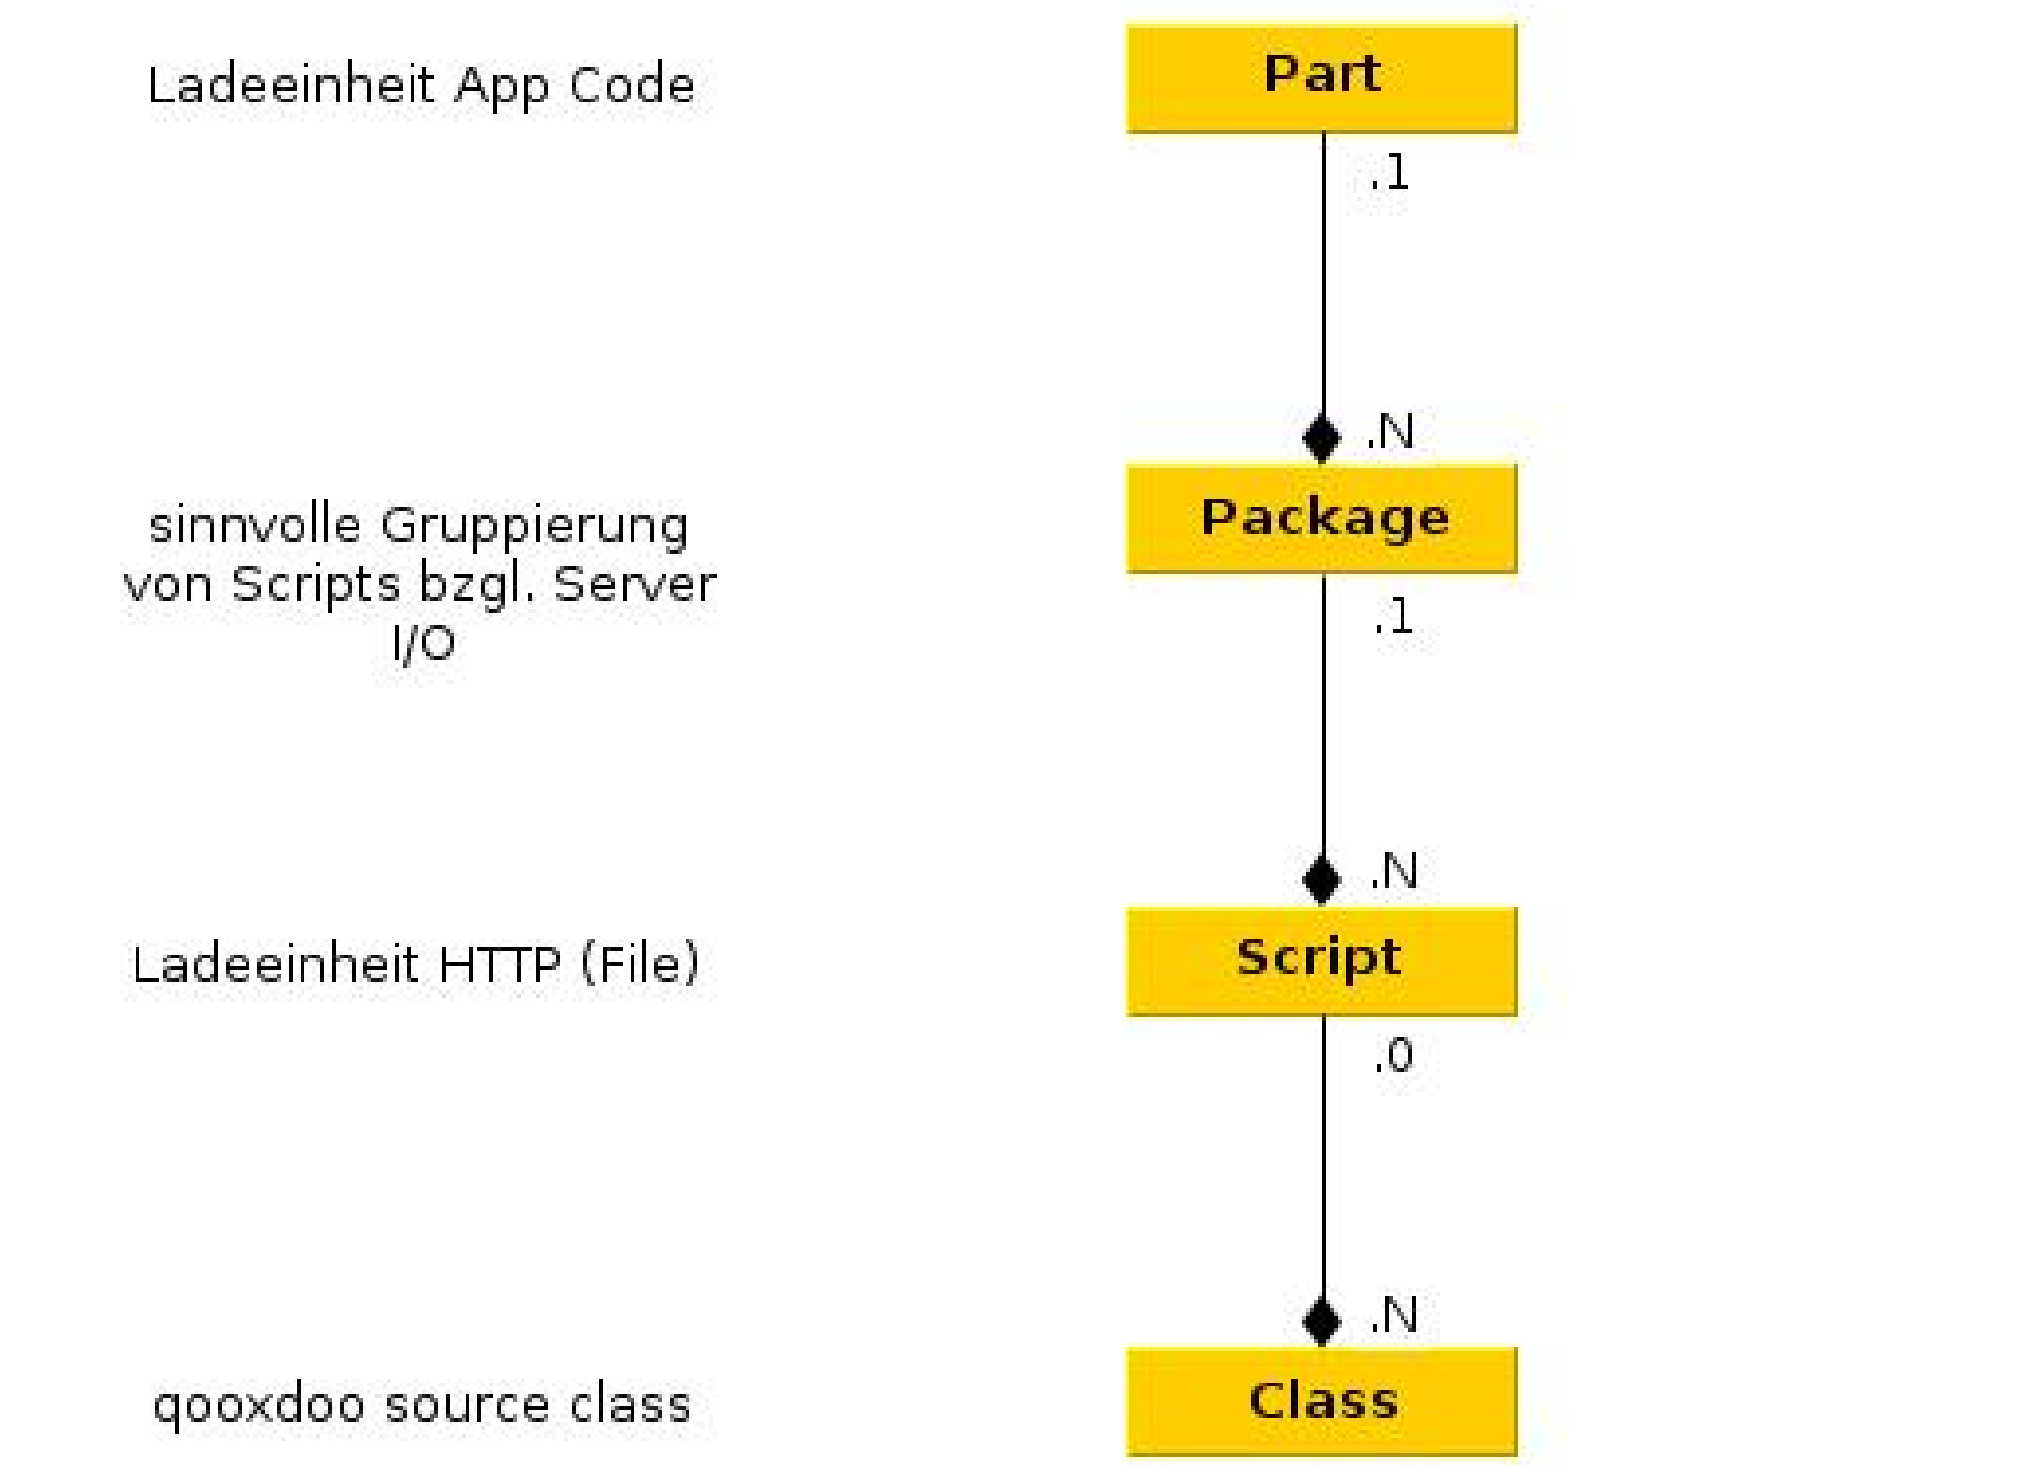 Ladeeinheit App Code
Part
.1
.N
Package
sinnvolle Gruppierung
von Scripts bzgl. Server
I/O
.1
.N
Script
Ladeeinheit HTTP (File)
.0
.N
Class
qooxdoo source class